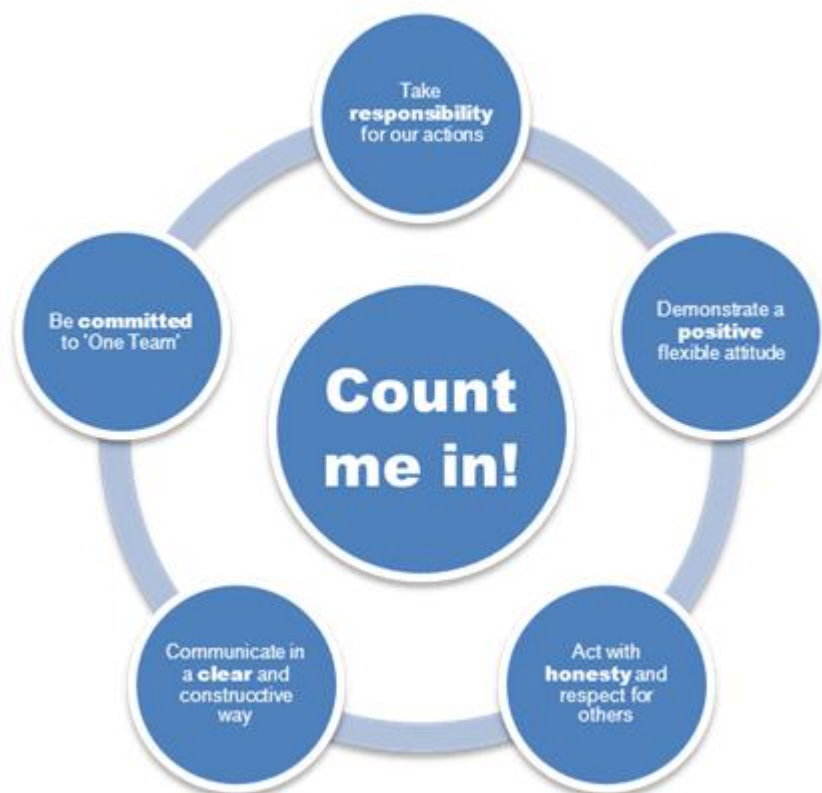 Take
responsibility
for our actions
Demonstrate a
positive
flexible attitude
Act with
honesty and
respect for
others
Communicate in
a clear and
construcctive
way
Be committed
to 'One Team'
Count
me in!